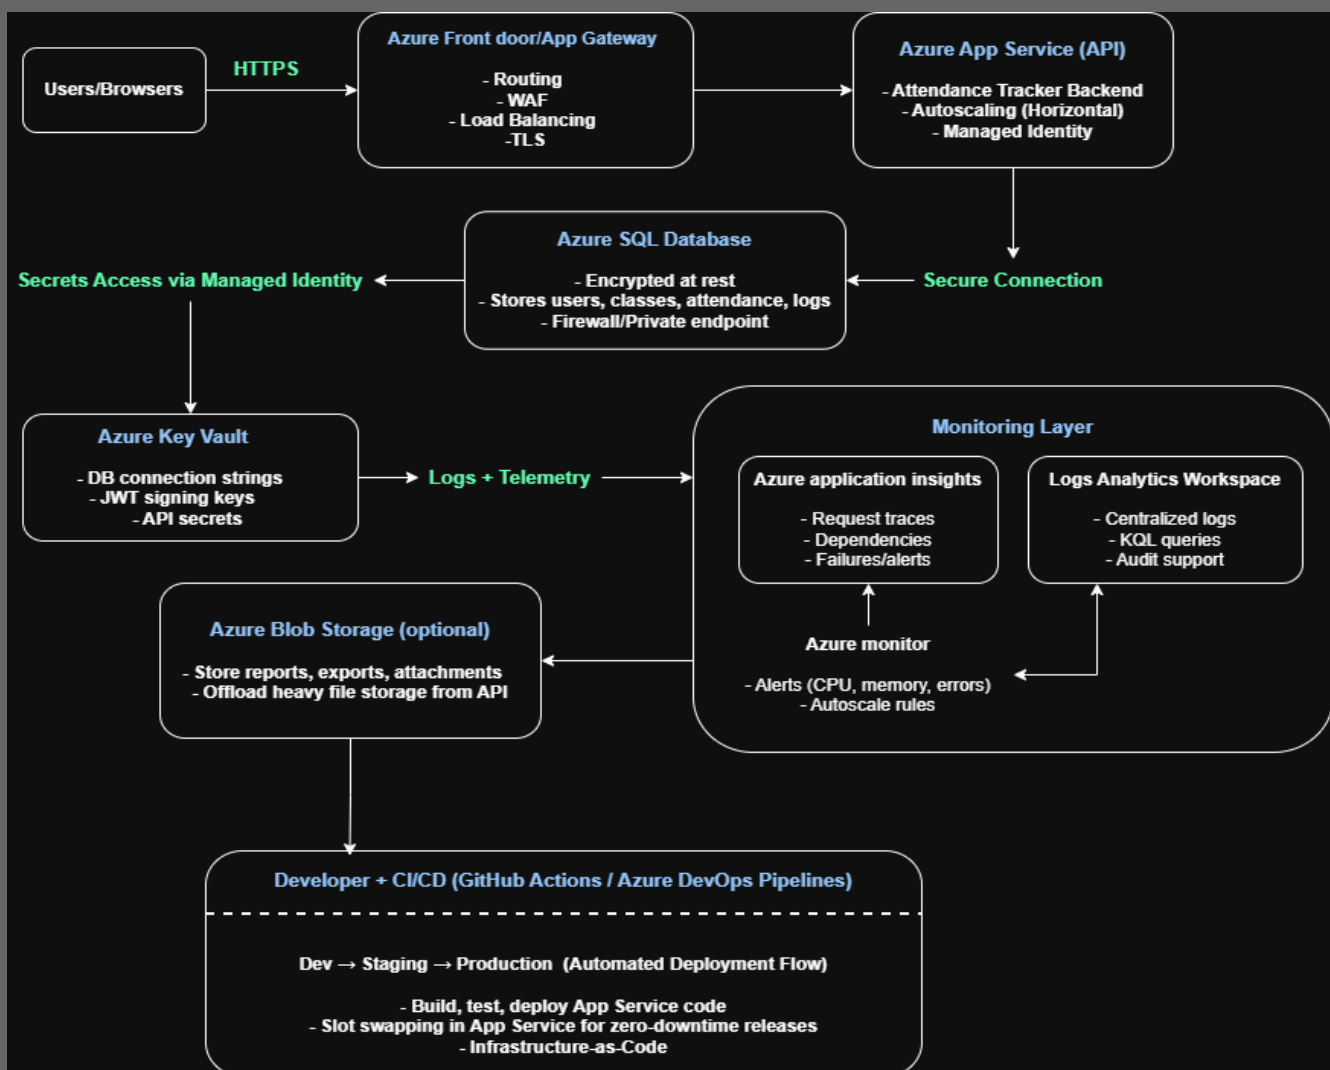 Users/Browsers
HTTPS
Azure Front door/App Gateway
- Routing
- WAF
- Load Balancing
-TLS
Azure App Service (API)
- Attendance Tracker Backend
- Autoscaling (Horizontal)
- Managed Identity
Secure Connection
Azure SQL Database
- Encrypted at rest
- Stores users, classes, attendance, logs
- Firewall/Private endpoint
Secrets Access via Managed Identity
Azure Key Vault
- DB connection strings
- JWT signing keys
- API secrets
Logs + Telemetry
Monitoring Layer
Azure application insights
- Request traces
- Dependencies
- Failures/alerts
Logs Analytics Workspace
- Centralized logs
- KQL queries
- Audit support
Azure monitor
- Alerts (CPU, memory, errors)
- Autoscale rules
Azure Blob Storage (optional)
- Store reports, exports, attachments
- Offload heavy file storage from API
Developer + CI/CD (GitHub Actions / Azure DevOps Pipelines)
Dev → Staging → Production (Automated Deployment Flow)
- Build, test, deploy App Service code
- Slot swapping in App Service for zero-downtime releases
- Infrastructure-as-Code